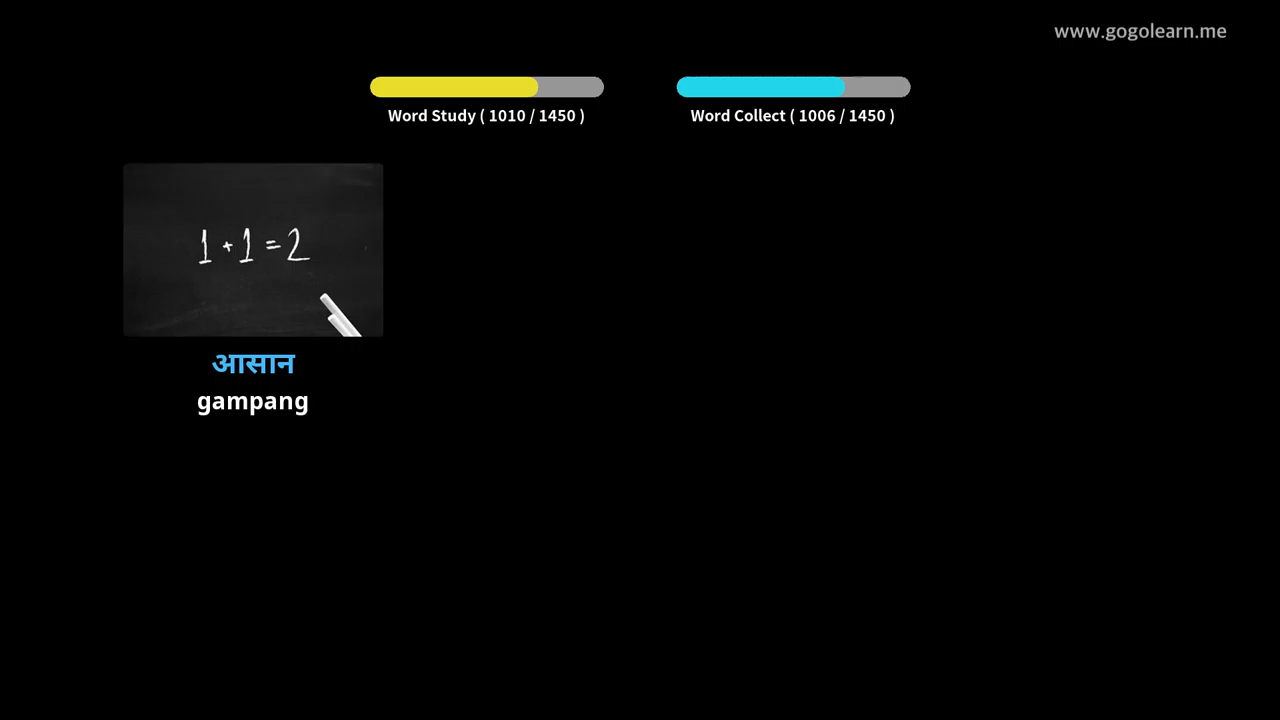 www.gogolearn.me
Word Study ( 1010 / 1450 )
Word Collect ( 1006 / 1450 )
1 + 1 = 2
आसान
gampang